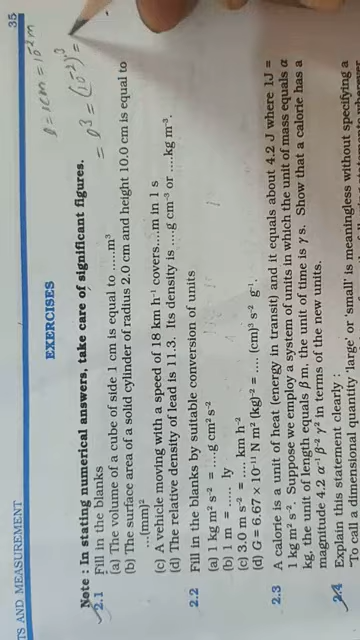 TS AND MEASUREMENT 35
EXERCISES
l = 1cm = 10⁻² m
= l3 = (10⁻²)³ =
Note : In stating numerical answers, take care of significant figures.
2.1 Fill in the blanks
(a) The volume of a cube of side 1 cm is equal to .....m³
(b) The surface area of a solid cylinder of radius 2.0 cm and height 10.0 cm is equal to
...(mm)²
(c) A vehicle moving with a speed of 18 km h⁻¹ covers....m in 1 s
(d) The relative density of lead is 11.3. Its density is ....g cm⁻³ or ....kg m⁻³.
2.2 Fill in the blanks by suitable conversion of units
(a) 1 kg m² s⁻² = ....g cm² s⁻²
(b) 1 m = ..... ly
(c) 3.0 m s⁻² = .... km h⁻²
(d) G = 6.67 × 10⁻¹¹ N m² (kg)⁻² = .... (cm)³ s⁻² g⁻¹.
2.3 A calorie is a unit of heat (energy in transit) and it equals about 4.2 J where 1J =
1 kg m² s⁻². Suppose we employ a system of units in which the unit of mass equals α
kg, the unit of length equals β m, the unit of time is γ s. Show that a calorie has a
magnitude 4.2 α⁻¹ β⁻² γ² in terms of the new units.
2.4 Explain this statement clearly :
To call a dimensional quantity 'large' or 'small' is meaningless without specifying a